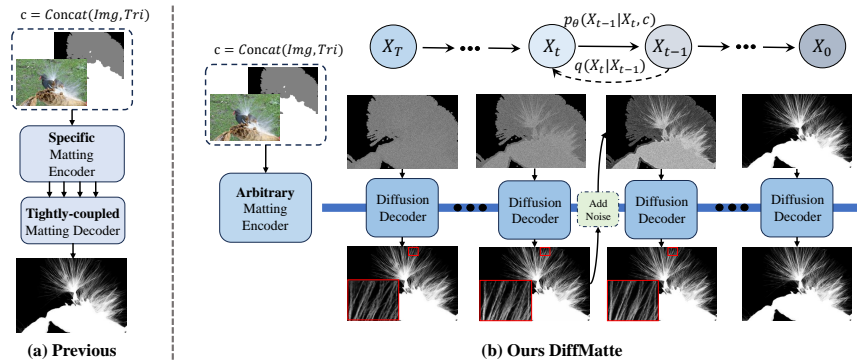 c = Concat(Img, Tri)
Specific
Matting
Encoder
Tightly-coupled
Matting Decoder
(a) Previous
c = Concat(Img, Tri)
Arbitrary
Matting
Encoder
X_T
X_t
p_θ(X_{t−1}|X_t, c)
q(X_t|X_{t−1})
X_{t−1}
X_0
Diffusion
Decoder
Diffusion
Decoder
Add
Noise
Diffusion
Decoder
Diffusion
Decoder
(b) Ours DiffMatte